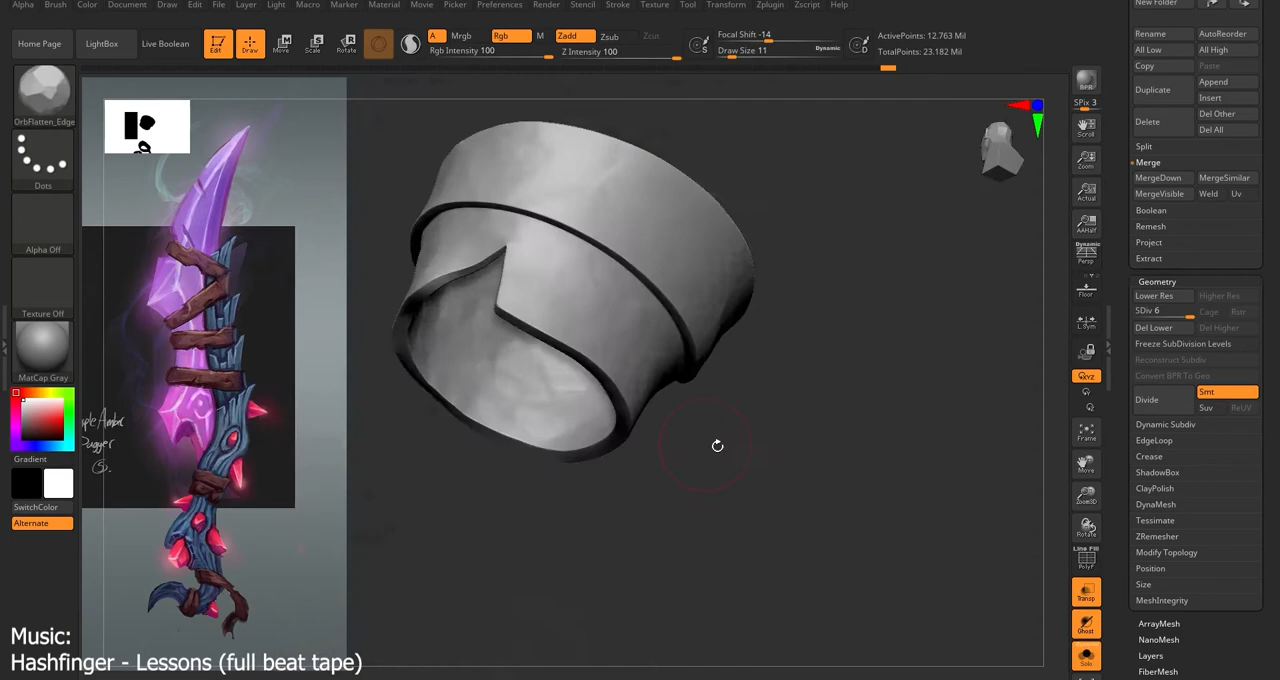 Alpha Brush Color Document Draw Edit File Layer Light Macro Marker Material Movie Picker Preferences Render Stencil Stroke Texture Tool Transform Zplugin Zscript Help
Home Page
LightBox
Live Boolean
Edit
Draw
Move
Scale
Rotate
A
Mrgb
Rgb
M
Rgb Intensity 100
Zadd
Zsub
Zcut
Z Intensity 100
S
Focal Shift -14
Draw Size 11
Dynamic
D
ActivePoints: 12.763 Mil
TotalPoints: 23.182 Mil
OrbFlatten_Edge
Dots
Alpha Off
Texture Off
MatCap Gray
Gradient
SwitchColor
Alternate
Dagger
Music:
Hashfinger - Lessons (full beat tape)
BPR
SPix 3
Scroll
Zoom
Actual
AAHalf
Dynamic
Persp
Floor
L.Sym
Qxyz
Frame
Move
Zoom3D
Rotate
Line Fill
PolyF
Transp
Ghost
Solo
New Folder
Rename
AutoReorder
All Low
All High
Copy
Paste
Duplicate
Append
Insert
Delete
Del Other
Del All
Split
Merge
MergeDown
MergeSimilar
MergeVisible
Weld
Uv
Boolean
Remesh
Project
Extract
Geometry
Lower Res
Higher Res
SDiv 6
Cage
Rstr
Del Lower
Del Higher
Freeze SubDivision Levels
Reconstruct Subdiv
Convert BPR To Geo
Divide
Smt
Suv
ReUV
Dynamic Subdiv
EdgeLoop
Crease
ShadowBox
ClayPolish
DynaMesh
Tessimate
ZRemesher
Modify Topology
Position
Size
MeshIntegrity
ArrayMesh
NanoMesh
Layers
FiberMesh